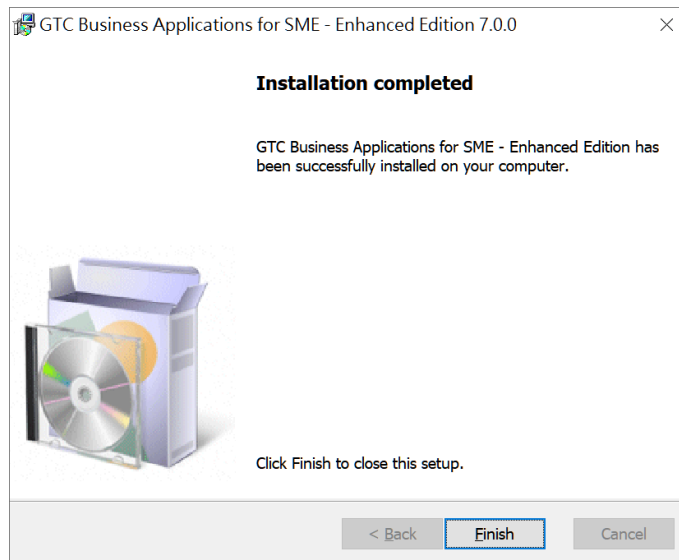 GTC Business Applications for SME - Enhanced Edition 7.0.0
Installation completed
GTC Business Applications for SME - Enhanced Edition has
been successfully installed on your computer.
Click Finish to close this setup.
< Back
Finish
Cancel